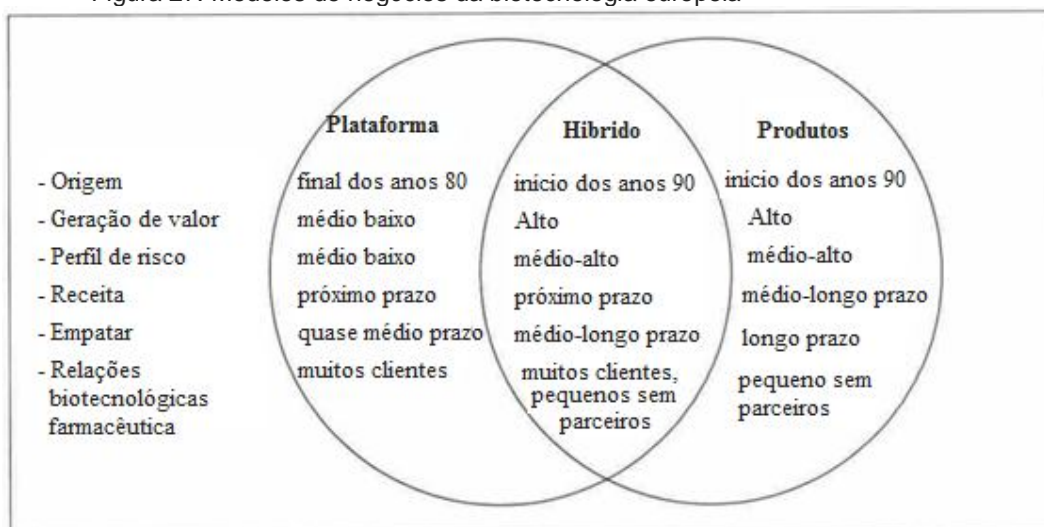 Figura 27: Modelos de negócios da biotecnologia européia
Plataforma Híbrido Produtos
- Origem final dos anos 80 início dos anos 90 início dos anos 90
- Geração de valor médio baixo Alto Alto
- Perfil de risco médio baixo médio-alto médio-alto
- Receita próximo prazo próximo prazo médio-longo prazo
- Empatar quase médio prazo médio-longo prazo longo prazo
- Relações biotecnológicas farmacêutica muitos clientes muitos clientes, pequenos sem parceiros pequeno sem parceiros